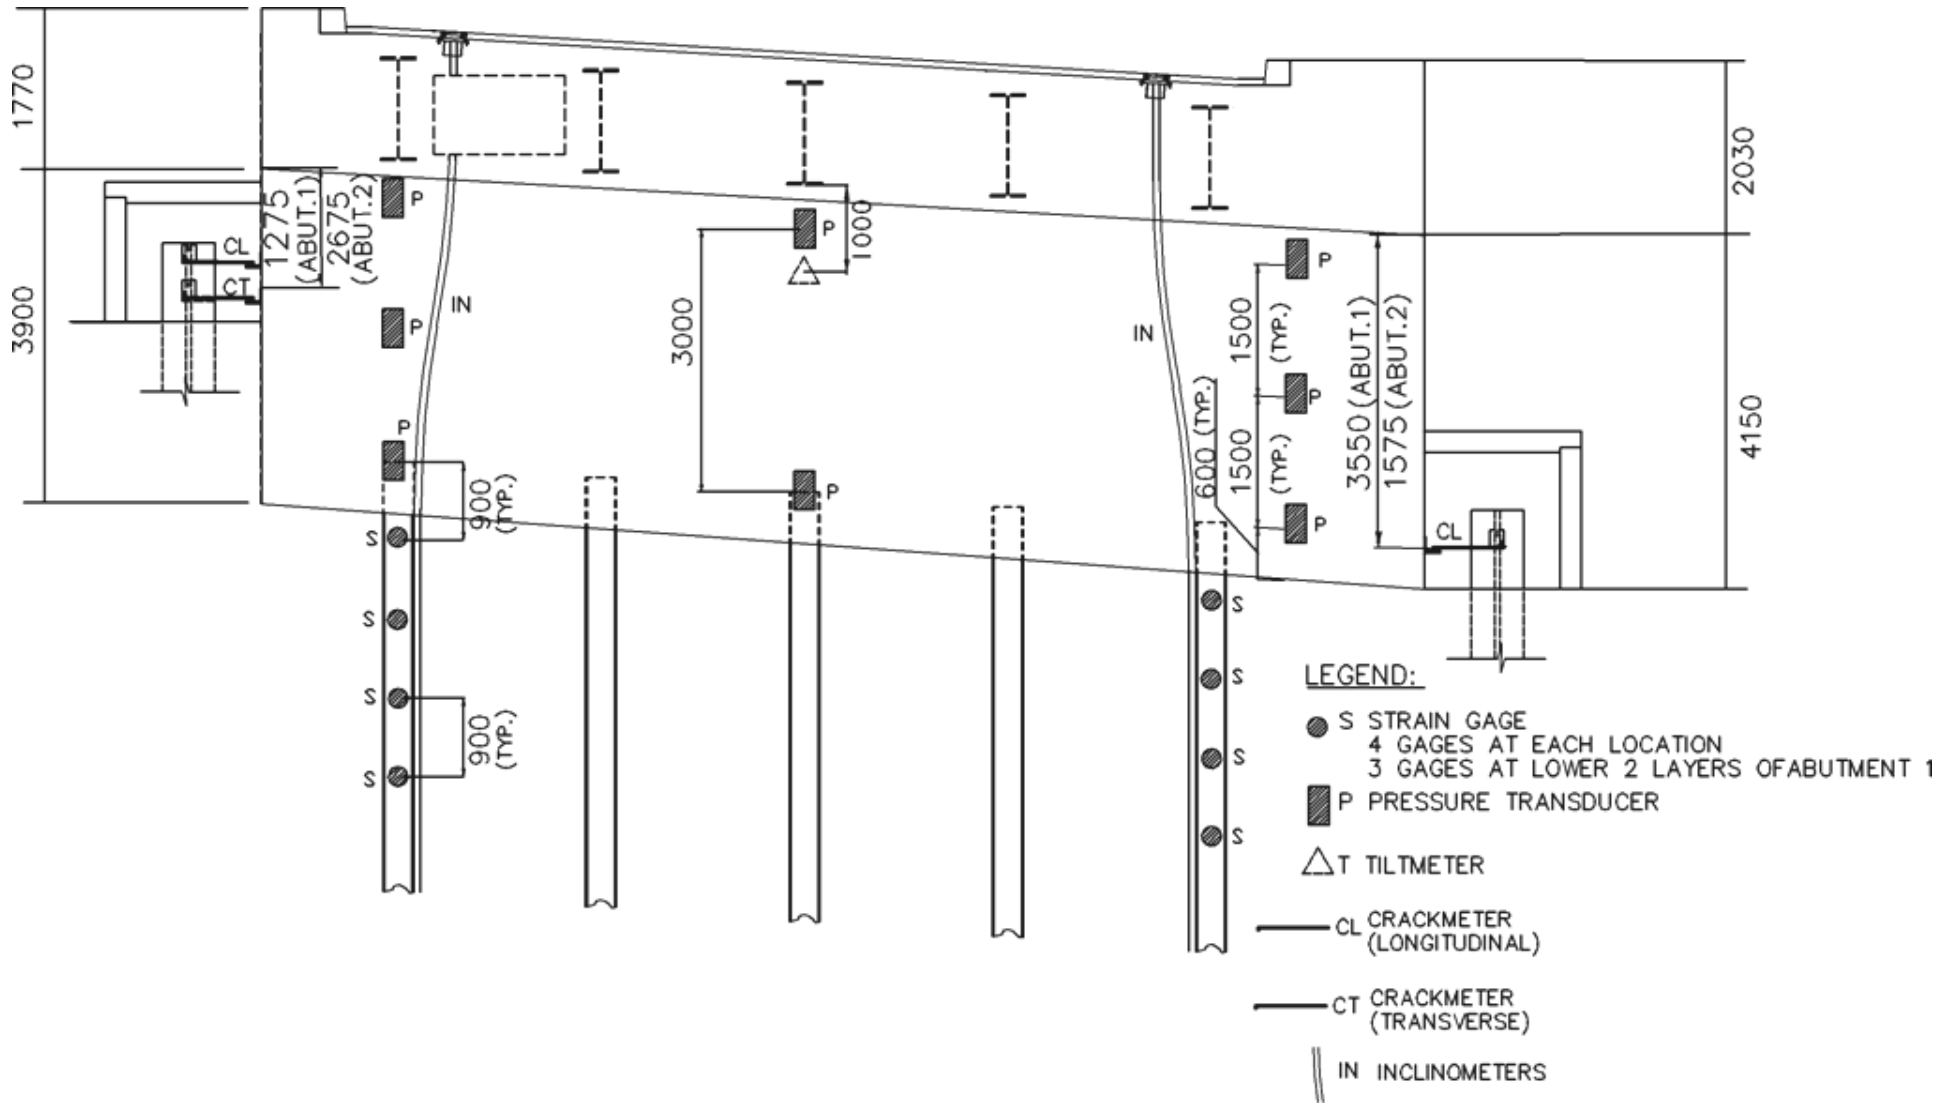 1770
3900
1275
(ABUT.1)
2675
(ABUT.2)
CL
CT
P
P
P
IN
900
(TYP.)
S
S
S
S
900
(TYP.)
3000
P
1000
P
IN
600 (TYP.)
1500
(TYP.)
1500
(TYP.)
P
P
P
3550 (ABUT.1)
1575 (ABUT.2)
CL
2030
4150
S
S
S
S
LEGEND:
S STRAIN GAGE
4 GAGES AT EACH LOCATION
3 GAGES AT LOWER 2 LAYERS OFABUTMENT 1
P PRESSURE TRANSDUCER
T TILTMETER
CL CRACKMETER
(LONGITUDINAL)
CT CRACKMETER
(TRANSVERSE)
IN INCLINOMETERS